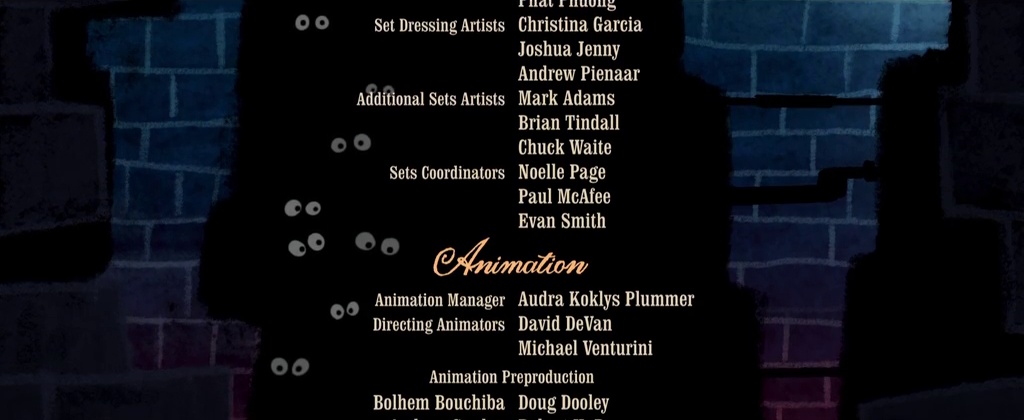 Phat Phuong
Set Dressing Artists Christina Garcia
Joshua Jenny
Andrew Pienaar
Additional Sets Artists Mark Adams
Brian Tindall
Chuck Waite
Sets Coordinators Noelle Page
Paul McAfee
Evan Smith
Animation
Animation Manager Audra Koklys Plummer
Directing Animators David DeVan
Michael Venturini
Animation Preproduction
Bolhem Bouchiba Doug Dooley